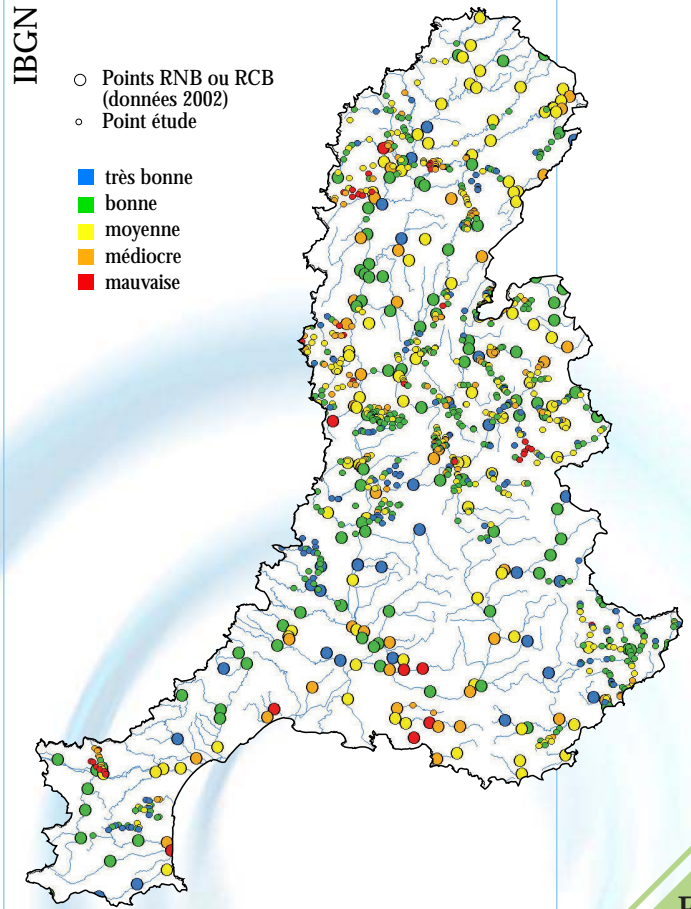 IBGN
Points RNB ou RCB
(données 2002)
Point étude
très bonne
bonne
moyenne
médiocre
mauvaise